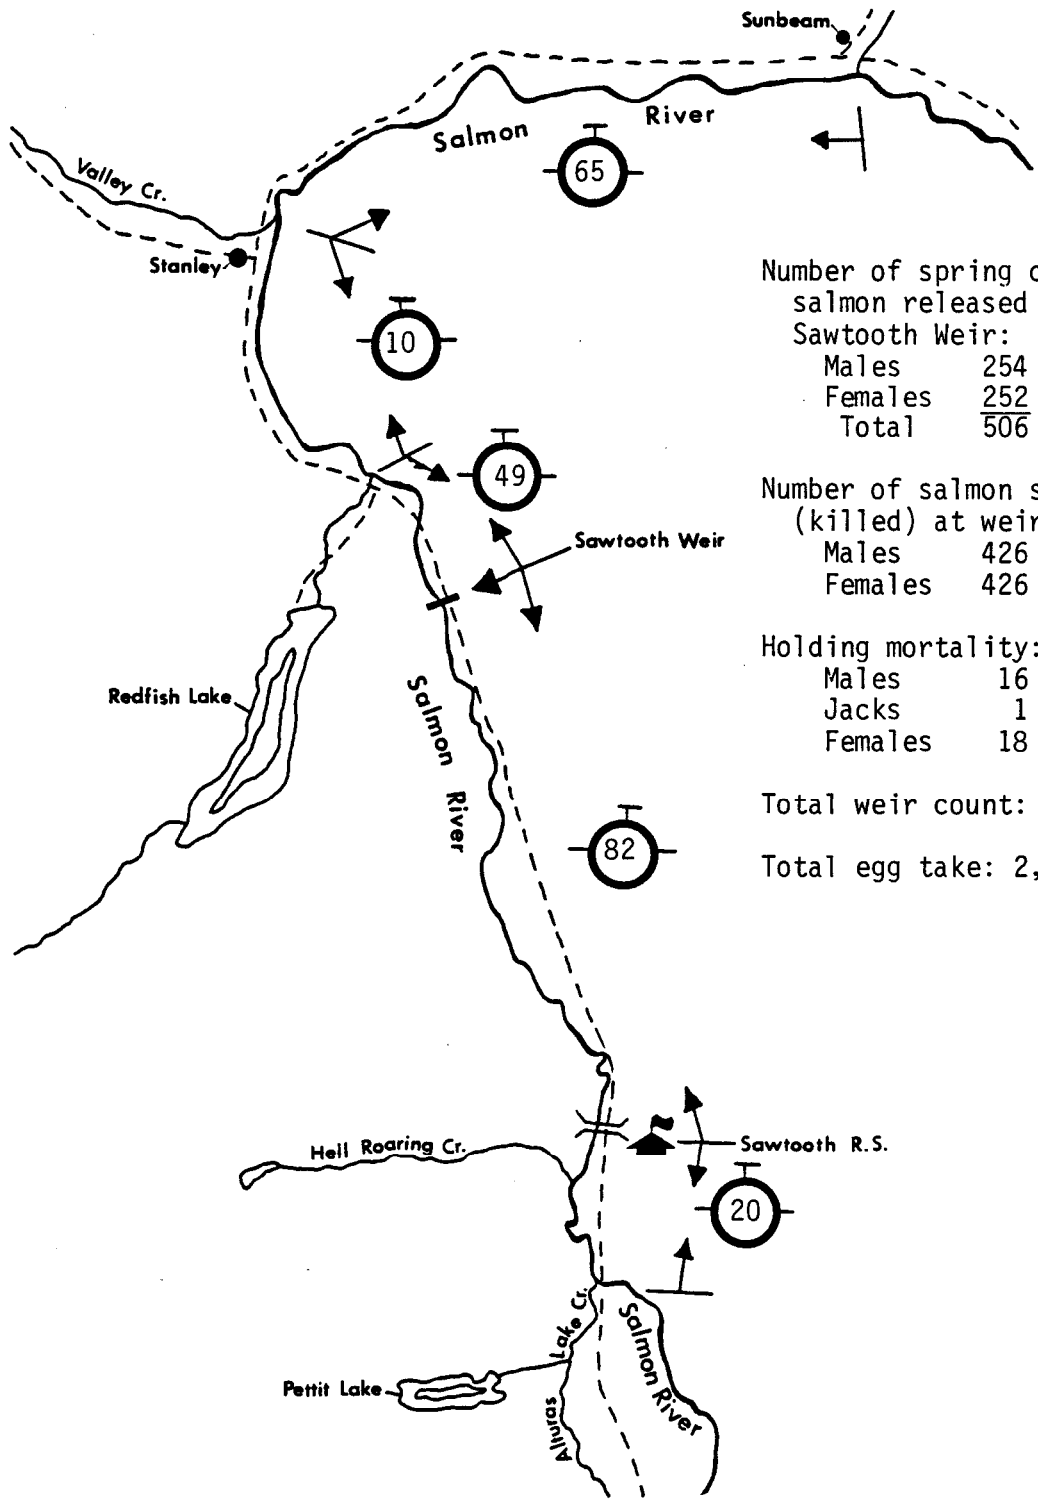 Sunbeam
Salmon River
65
Valley Cr.
Stanley
10
49
Sawtooth Weir
Redfish Lake
Salmon River
82
Hell Roaring Cr.
Sawtooth R.S.
20
Lake Cr.
Pettit Lake
Alturas
Salmon River
Number of spring
salmon released
Sawtooth Weir:
Males 254
Females 252
Total 506
Number of salmon
(killed) at weir
Males 426
Females 426
Holding mortality:
Males 16
Jacks 1
Females 18
Total weir count:
Total egg take: 2,